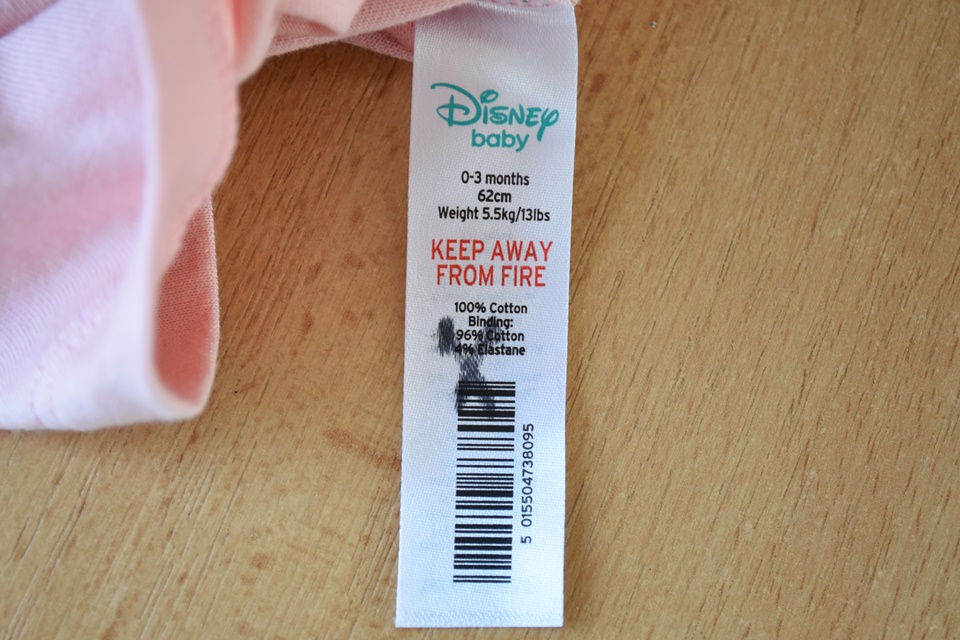 Disney
baby
0-3 months
62cm
Weight 5.5kg/13lbs
KEEP AWAY
FROM FIRE
100% Cotton
Binding:
96% Cotton
4% Elastane
5 015504738095